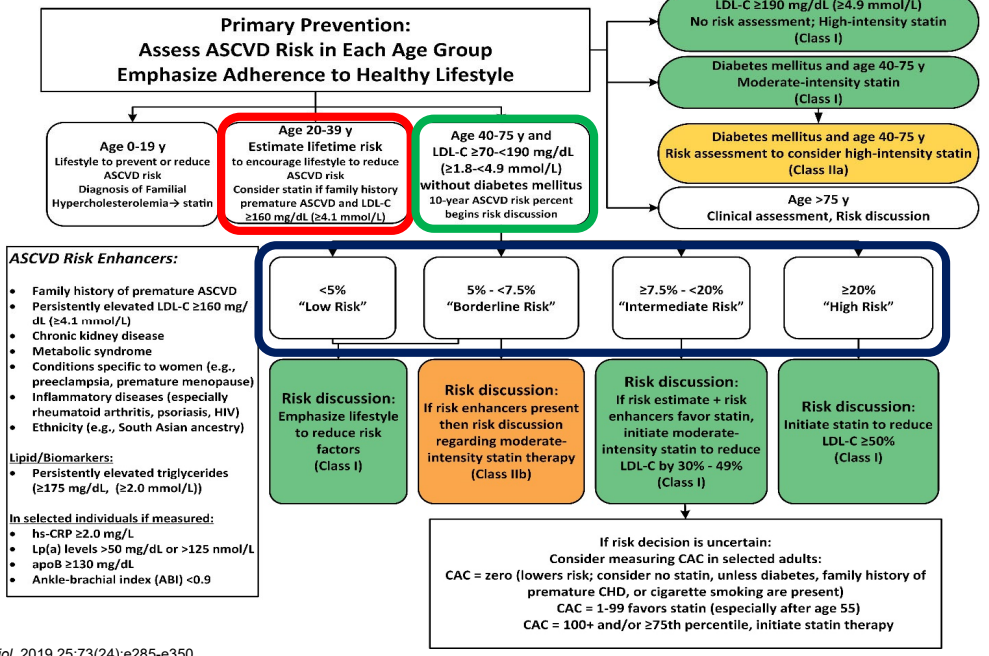 Primary Prevention:
Assess ASCVD Risk in Each Age Group
Emphasize Adherence to Healthy Lifestyle
LDL-C ≥190 mg/dL (≥4.9 mmol/L)
No risk assessment; High-intensity statin
(Class I)
Diabetes mellitus and age 40-75 y
Moderate-intensity statin
(Class I)
Diabetes mellitus and age 40-75 y
Risk assessment to consider high-intensity statin
(Class IIa)
Age >75 y
Clinical assessment, Risk discussion
Age 0-19 y
Lifestyle to prevent or reduce
ASCVD risk
Diagnosis of Familial
Hypercholesterolemia→ statin
Age 20-39 y
Estimate lifetime risk
to encourage lifestyle to reduce
ASCVD risk
Consider statin if family history
premature ASCVD and LDL-C
≥160 mg/dL (≥4.1 mmol/L)
Age 40-75 y and
LDL-C ≥70-<190 mg/dL
(≥1.8-<4.9 mmol/L)
without diabetes mellitus
10-year ASCVD risk percent
begins risk discussion
ASCVD Risk Enhancers:
• Family history of premature ASCVD
• Persistently elevated LDL-C ≥160 mg/
dL (≥4.1 mmol/L)
• Chronic kidney disease
• Metabolic syndrome
• Conditions specific to women (e.g.,
preeclampsia, premature menopause)
• Inflammatory diseases (especially
rheumatoid arthritis, psoriasis, HIV)
• Ethnicity (e.g., South Asian ancestry)
Lipid/Biomarkers:
• Persistently elevated triglycerides
(≥175 mg/dL, (≥2.0 mmol/L))
In selected individuals if measured:
• hs-CRP ≥2.0 mg/L
• Lp(a) levels >50 mg/dL or >125 nmol/L
• apoB ≥130 mg/dL
• Ankle-brachial index (ABI) <0.9
<5%
"Low Risk"
5% - <7.5%
"Borderline Risk"
≥7.5% - <20%
"Intermediate Risk"
≥20%
"High Risk"
Risk discussion:
Emphasize lifestyle
to reduce risk
factors
(Class I)
Risk discussion:
If risk enhancers present
then risk discussion
regarding moderate-
intensity statin therapy
(Class IIb)
Risk discussion:
If risk estimate + risk
enhancers favor statin,
initiate moderate-
intensity statin to reduce
LDL-C by 30% - 49%
(Class I)
Risk discussion:
Initiate statin to reduce
LDL-C ≥50%
(Class I)
If risk decision is uncertain:
Consider measuring CAC in selected adults:
CAC = zero (lowers risk; consider no statin, unless diabetes, family history of
premature CHD, or cigarette smoking are present)
CAC = 1-99 favors statin (especially after age 55)
CAC = 100+ and/or ≥75th percentile, initiate statin therapy
2019 25;73(24):e285-e350